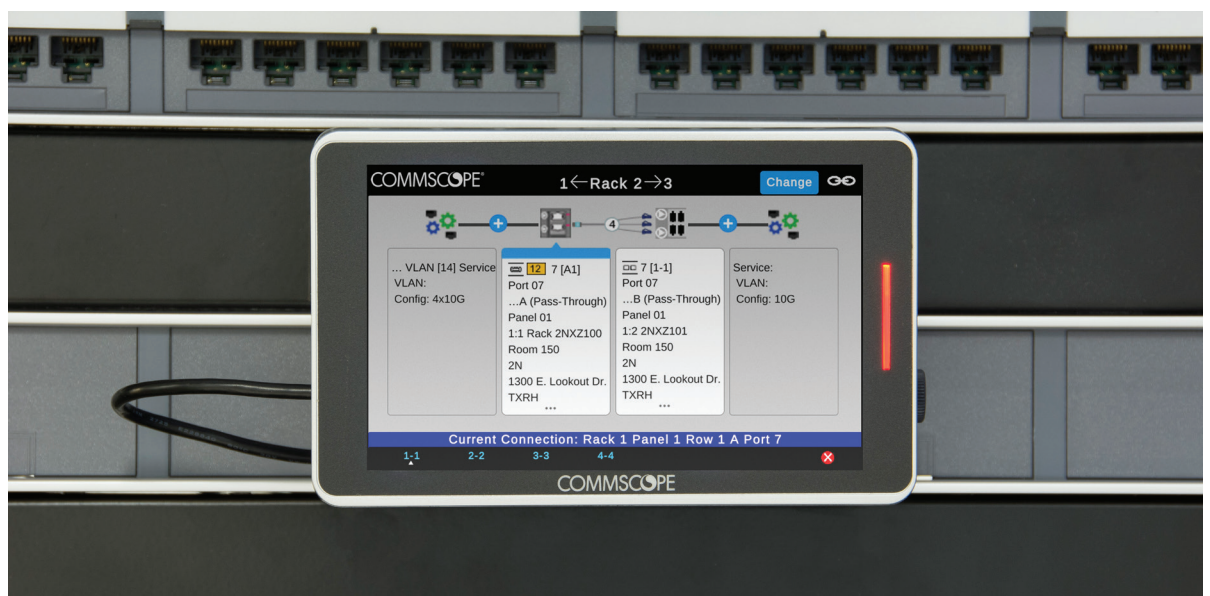 COMMSCOPE®
1←Rack 2→3
Change
4
... VLAN [14] Service
VLAN:
Config: 4x10G
12 7 [A1]
Port 07
...A (Pass-Through)
Panel 01
1:1 Rack 2NXZ100
Room 150
2N
1300 E. Lookout Dr.
TXRH
...
7 [1-1]
Port 07
...B (Pass-Through)
Panel 01
1:2 2NXZ101
Room 150
2N
1300 E. Lookout Dr.
TXRH
...
Service:
VLAN:
Config: 10G
Current Connection: Rack 1 Panel 1 Row 1 A Port 7
1-1 2-2 3-3 4-4
COMMSCOPE